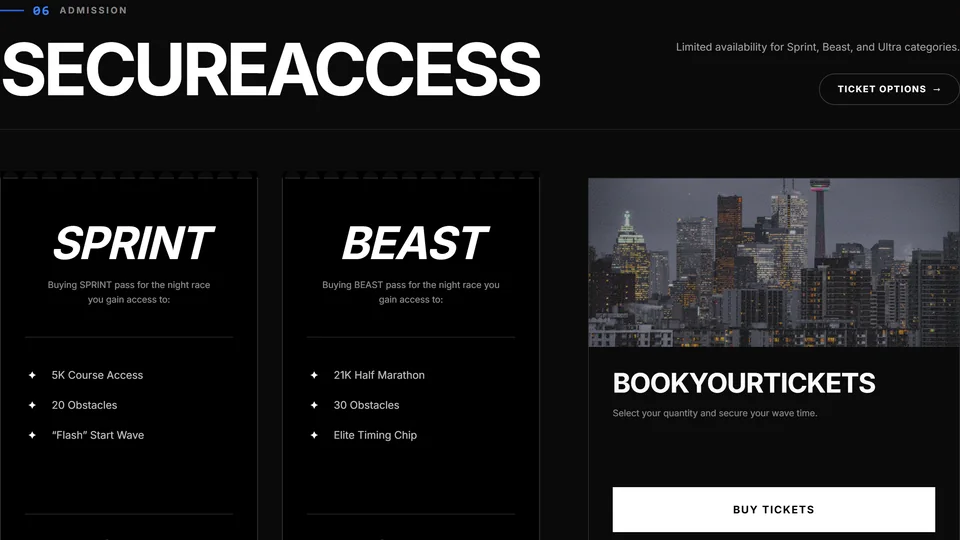 06 ADMISSION
SECUREACCESS
Limited availability for Sprint, Beast, and Ultra categories.
TICKET OPTIONS →
SPRINT
Buying SPRINT pass for the night race
you gain access to:
✦ 5K Course Access
✦ 20 Obstacles
✦ “Flash” Start Wave
BEAST
Buying BEAST pass for the night race you
gain access to:
✦ 21K Half Marathon
✦ 30 Obstacles
✦ Elite Timing Chip
BOOKYOURTICKETS
Select your quantity and secure your wave time.
BUY TICKETS